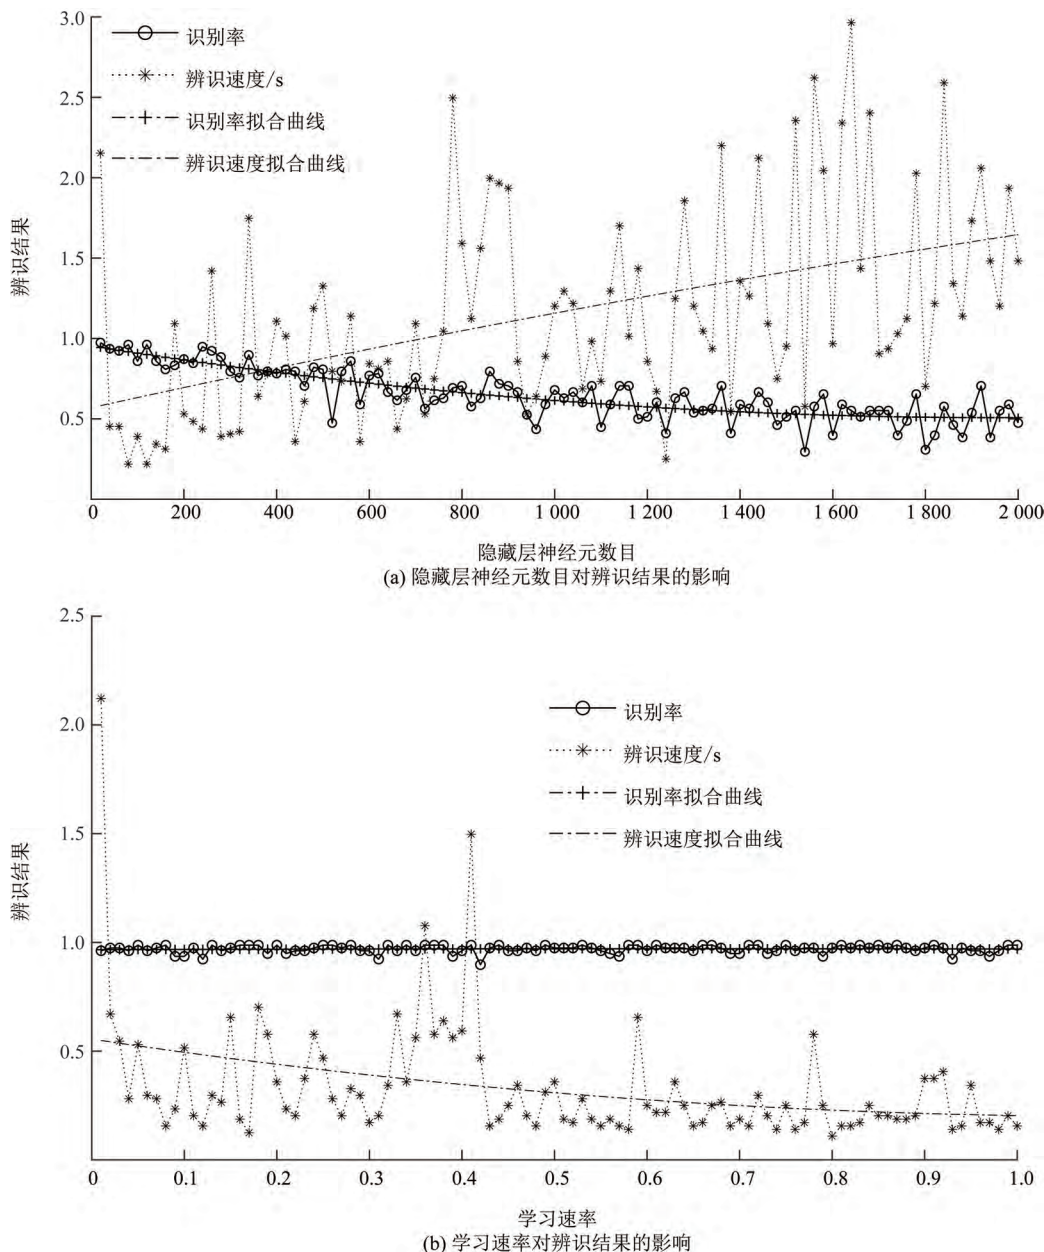 3.0
2.5
2.0
1.5
1.0
0.5
辨识结果
识别率
辨识速度/s
识别率拟合曲线
辨识速度拟合曲线
0 200 400 600 800 1 000 1 200 1 400 1 600 1 800 2 000
隐藏层神经元数目
(a) 隐藏层神经元数目对辨识结果的影响
2.5
2.0
1.5
1.0
0.5
辨识结果
识别率
辨识速度/s
识别率拟合曲线
辨识速度拟合曲线
0 0.1 0.2 0.3 0.4 0.5 0.6 0.7 0.8 0.9 1.0
学习速率
(b) 学习速率对辨识结果的影响